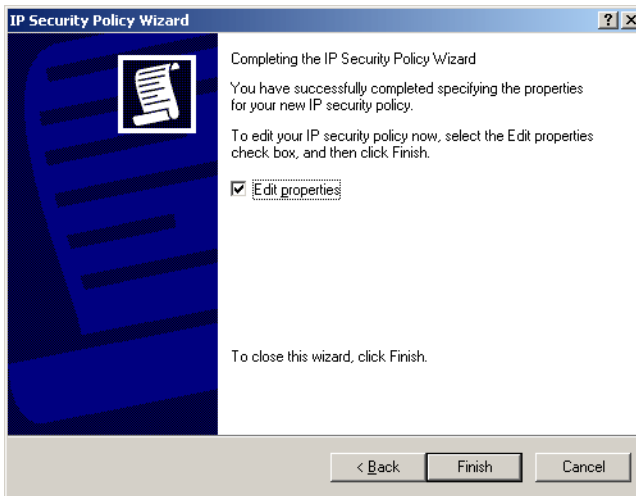 IP Security Policy Wizard
Completing the IP Security Policy Wizard
You have successfully completed specifying the properties
for your new IP security policy.
To edit your IP security policy now, select the Edit properties
check box, and then click Finish.
Edit properties
To close this wizard, click Finish.
< Back Finish Cancel